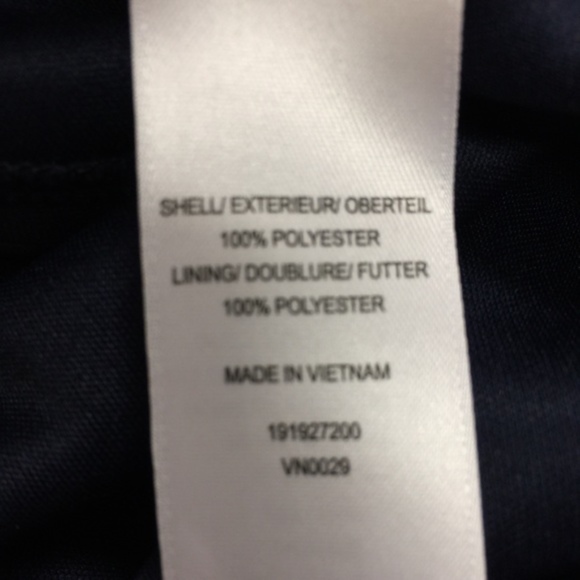 SHELL/ EXTERIEUR/ OBERTEIL
100% POLYESTER
LINING/ DOUBLURE/ FUTTER
100% POLYESTER
MADE IN VIETNAM
191927200
VN0029